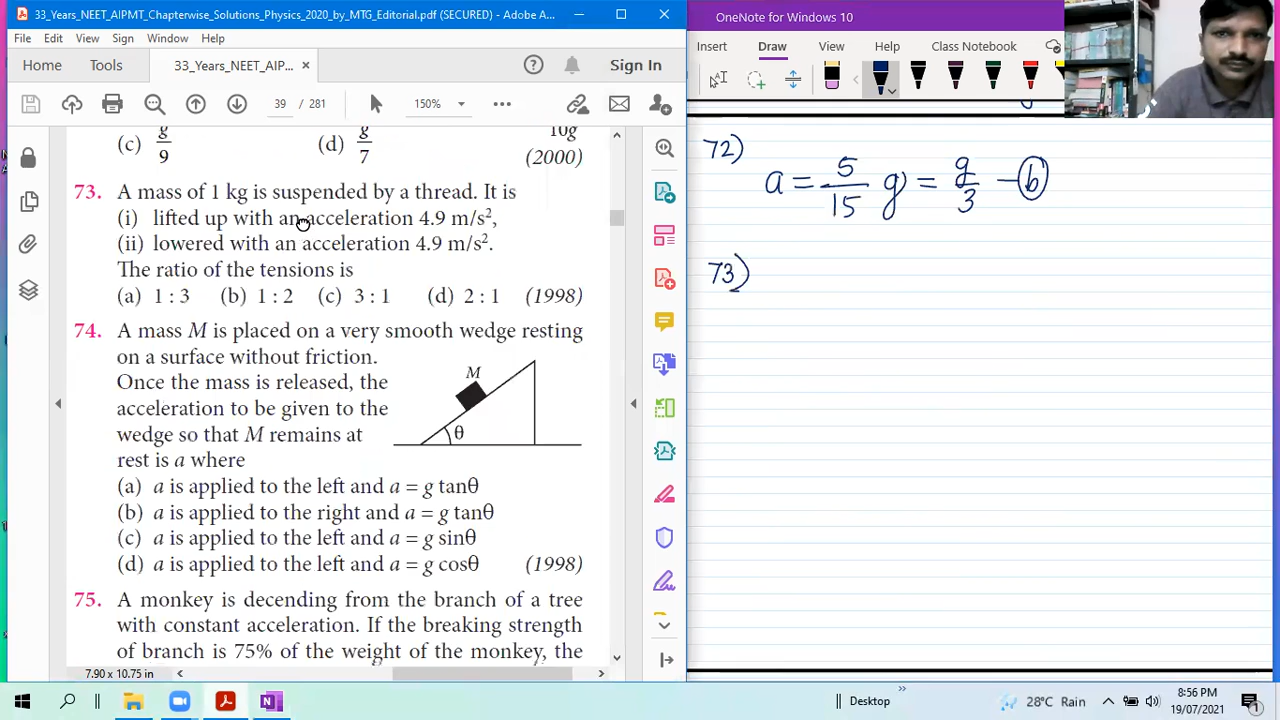 33_Years_NEET_AIPMT_Chapterwise_Solutions_Physics_2020_by_MTG_Editorial.pdf (SECURED) - Adobe A...
File Edit View Sign Window Help
Home Tools 33_Years_NEET_AIP... × Sign In
39 / 281 150%
(c) g/9 (d) g/7 10g
(2000)
73. A mass of 1 kg is suspended by a thread. It is
(i) lifted up with an acceleration 4.9 m/s²,
(ii) lowered with an acceleration 4.9 m/s².
The ratio of the tensions is
(a) 1 : 3 (b) 1 : 2 (c) 3 : 1 (d) 2 : 1 (1998)
74. A mass M is placed on a very smooth wedge resting
on a surface without friction.
Once the mass is released, the
acceleration to be given to the
wedge so that M remains at
rest is a where
M
θ
(a) a is applied to the left and a = g tanθ
(b) a is applied to the right and a = g tanθ
(c) a is applied to the left and a = g sinθ
(d) a is applied to the left and a = g cosθ (1998)
75. A monkey is decending from the branch of a tree
with constant acceleration. If the breaking strength
of branch is 75% of the weight of the monkey, the
7.90 x 10.75 in
OneNote for Windows 10
Insert Draw View Help Class Notebook
72)
a = 5/15 g = g/3 – b
73)
Desktop
28°C Rain
8:56 PM
19/07/2021